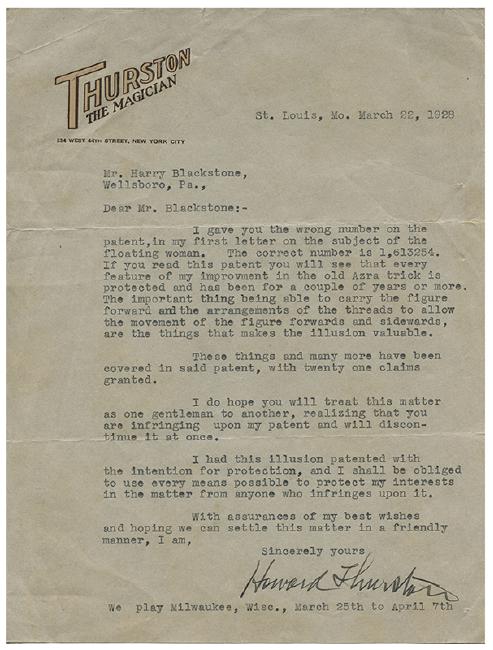 THURSTON
THE MAGICIAN
234 WEST 44TH STREET, NEW YORK CITY
St. Louis, Mo. March 22, 1928
Mr. Harry Blackstone,
Wellsboro, Pa.,
Dear Mr. Blackstone:-
I gave you the wrong number on the
patent,in my first letter on the subject of the
floating woman. The correct number is 1,613254.
If you read this patent you will see that every
feature of my improvment in the old Azra trick is
protected and has been for a couple of years or more.
The important thing being able to carry the figure
forward and the arrangements of the threads to allow
the movement of the figure forwards and sidewards,
are the things that makes the illusion valuable.
These things and many more have been
covered in said patent, with twenty one claims
granted.
I do hope you will treat this matter
as one gentleman to another, realizing that you
are infringing upon my patent and will discon-
tinue it at once.
I had this illusion patented with
the intention for protection, and I shall be obliged
to use every means possible to protect my interests
in the matter from anyone who infringes upon it.
With assurances of my best wishes
and hoping we can settle this matter in a friendly
manner, I am,
Sincerely yours
Howard Thurston
We play Milwaukee, Wisc., March 25th to April 7th